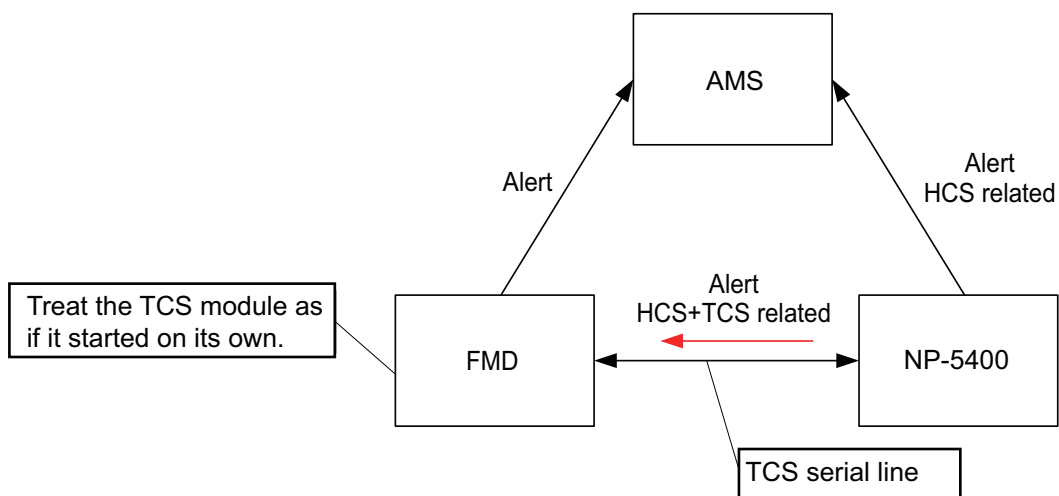 AMS
Alert
Alert
HCS related
Treat the TCS module as
if it started on its own.
Alert
HCS+TCS related
FMD
NP-5400
TCS serial line